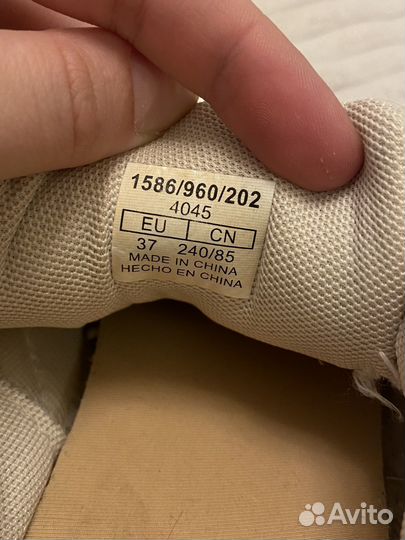 1586/960/202
4045
EU CN
37 240/85
MADE IN CHINA
HECHO EN CHINA
Avito